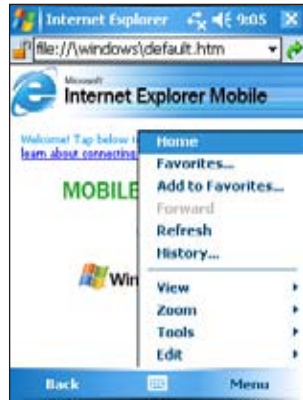 Internet Explorer 9:05
file://\windows\default.htm
Microsoft
Internet Explorer Mobile
Welcome! Tap below
learn about connecting
MOBILE
Win
Home
Favorites...
Add to Favorites...
Forward
Refresh
History...
View
Zoom
Tools
Edit
Back Menu